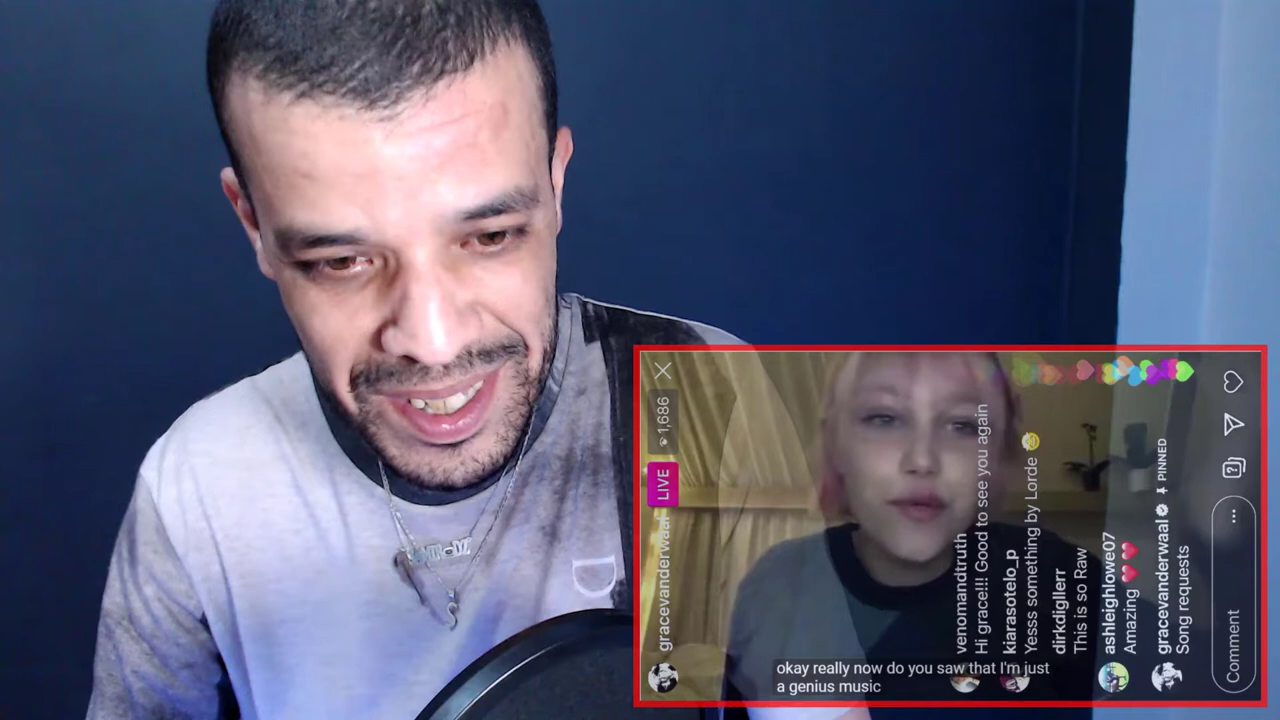 gracevanderwaal
LIVE
1,686
venomandtruth
Hi grace!!! Good to see you again
kiarasotelo_p
Yesss something by Lorde
dirkdigllerr
This is so Raw
ashleighlowe07
Amazing
gracevanderwaal PINNED
Song requests
Comment
okay really now do you saw that I'm just
a genius music
D